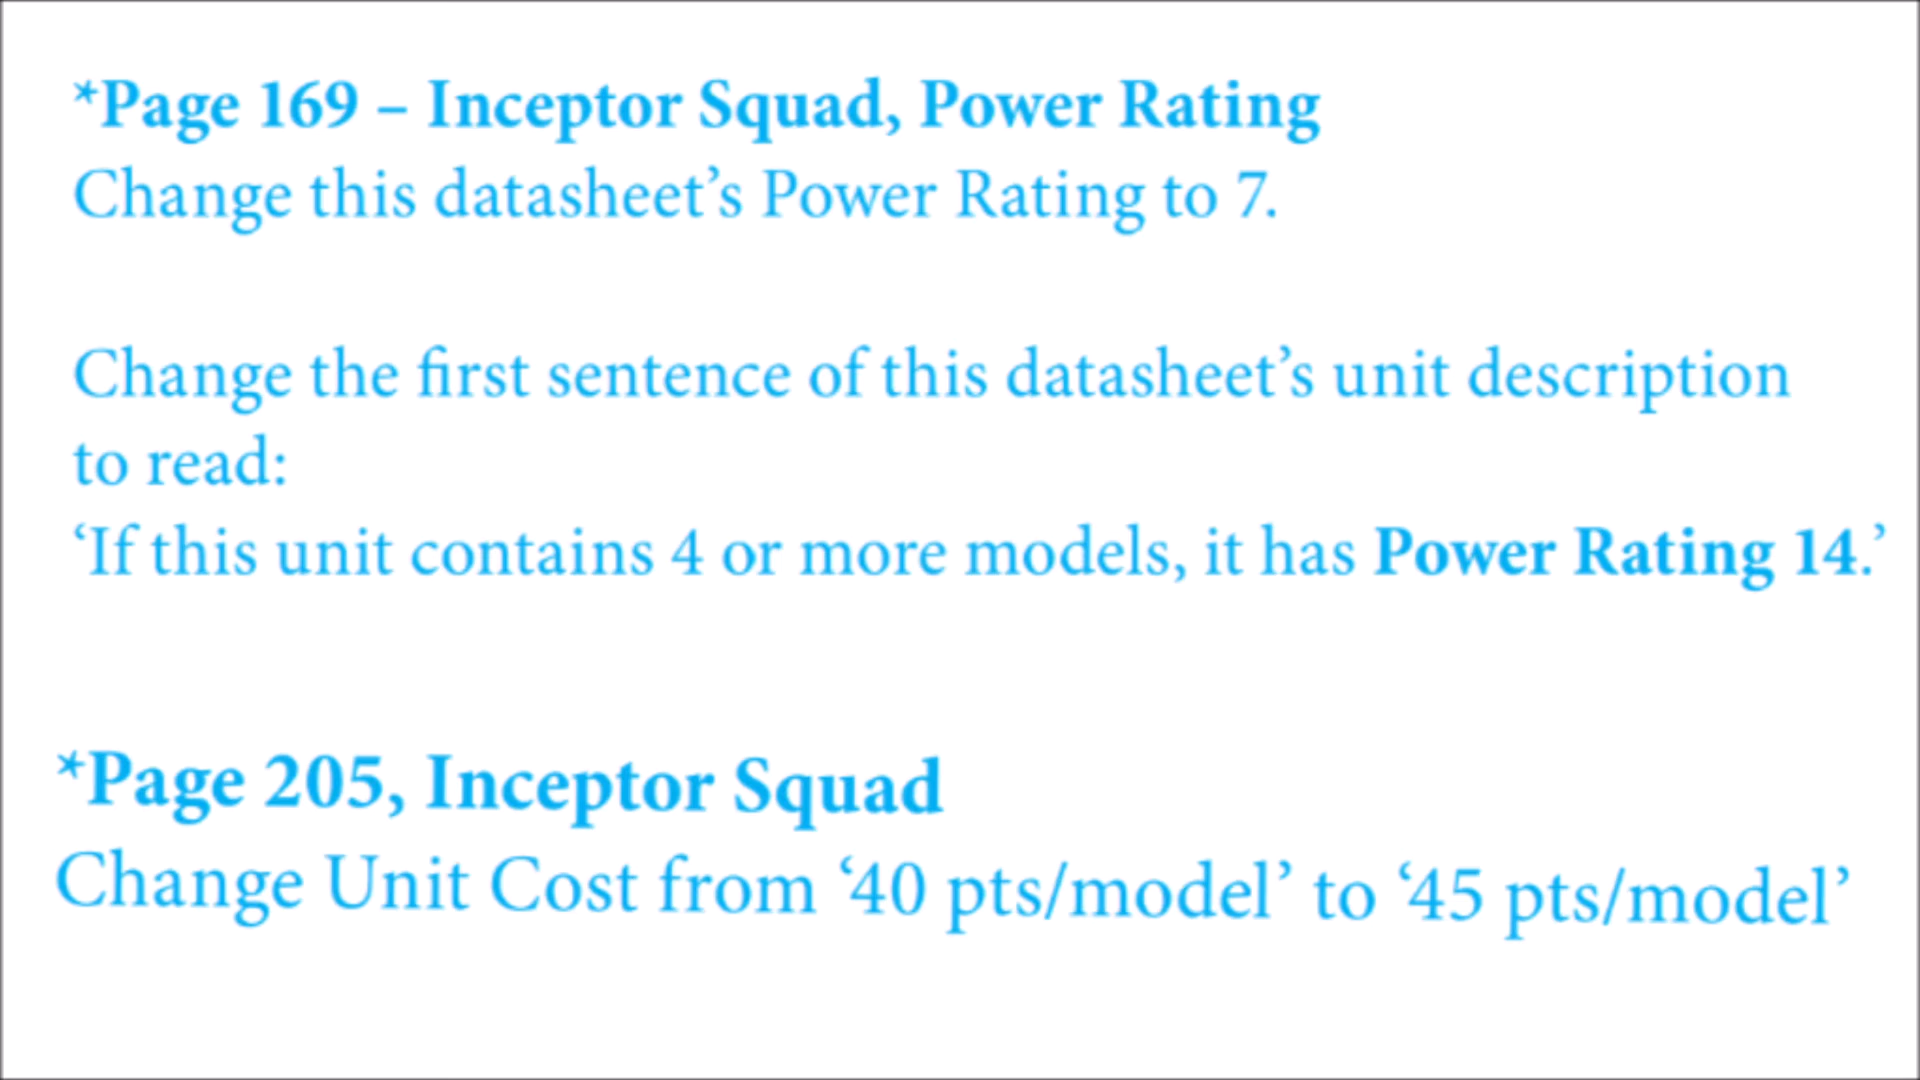 *Page 169 – Inceptor Squad, Power Rating
Change this datasheet’s Power Rating to 7.
Change the first sentence of this datasheet’s unit description
to read:
‘If this unit contains 4 or more models, it has Power Rating 14.’
*Page 205, Inceptor Squad
Change Unit Cost from ‘40 pts/model’ to ‘45 pts/model’